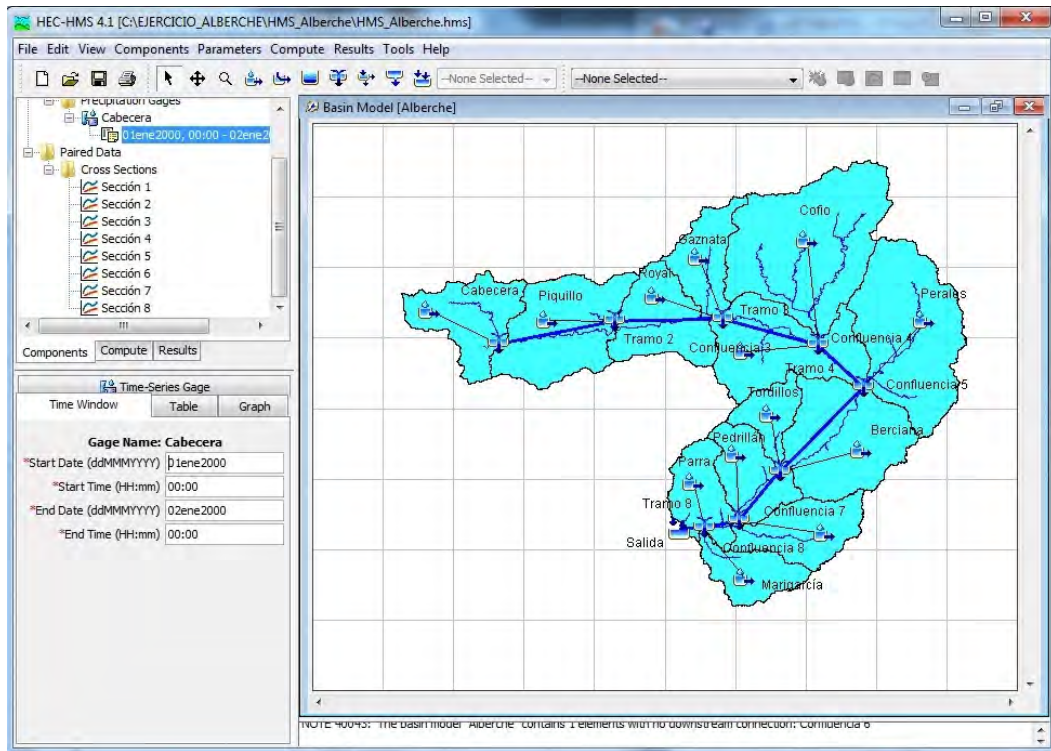 HEC-HMS 4.1 [C:\EJERCICIO_ALBERCHE\HMS_Alberche\HMS_Alberche.hms]
File Edit View Components Parameters Compute Results Tools Help
--None Selected-- --None Selected--
Precipitation Gages
Cabecera
01ene2000, 00:00 - 02ene2
Paired Data
Cross Sections
Sección 1
Sección 2
Sección 3
Sección 4
Sección 5
Sección 6
Sección 7
Sección 8
Components Compute Results
Time-Series Gage
Time Window Table Graph
Gage Name: Cabecera
*Start Date (ddMMMYYYY) 01ene2000
*Start Time (HH:mm) 00:00
*End Date (ddMMMYYYY) 02ene2000
*End Time (HH:mm) 00:00
Basin Model [Alberche]
Cofio
Gaznata
Royal
Cabecera
Piquillo
Perales
Tramo 3
Tramo 2
Confluencia 3
Confluencia 4
Tramo 4
Confluencia 5
Tordillos
Berciana
Pedrillán
Parra
Tramo 8
Confluencia 7
Salida
Confluencia 8
Marigarcía
NOTE 40043: The basin model "Alberche" contains 1 elements with no downstream connection: Confluencia 6